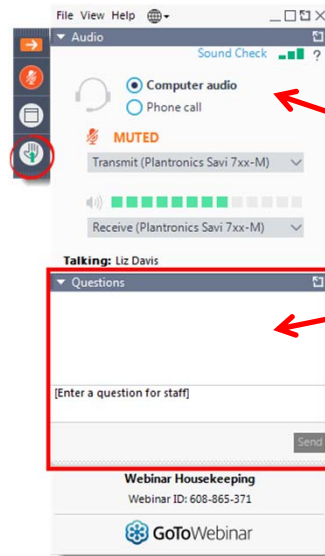 File View Help
Audio
Sound Check ?
Computer audio
Phone call
MUTED
Transmit (Plantronics Savi 7xx-M)
Receive (Plantronics Savi 7xx-M)
Talking: Liz Davis
Questions
[Enter a question for staff]
Send
Webinar Housekeeping
Webinar ID: 608-865-371
GoToWebinar